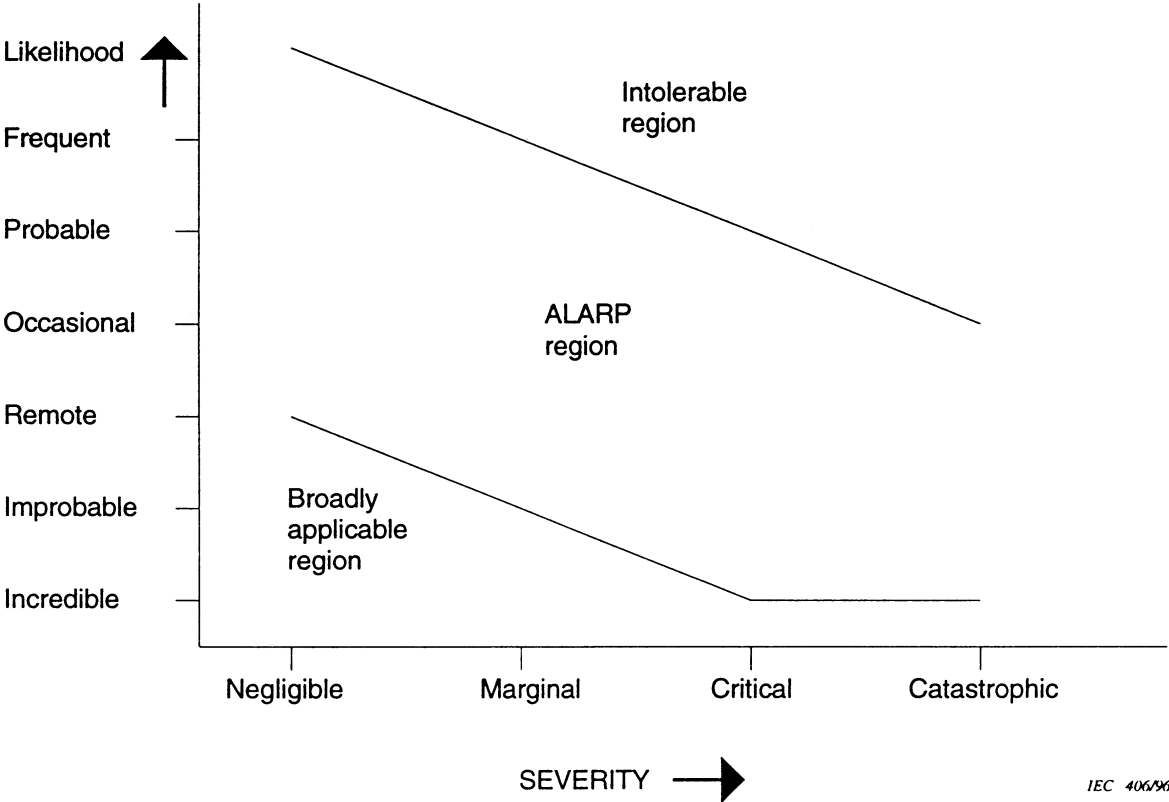 Likelihood
Intolerable
region
Frequent
Probable
Occasional
ALARP
region
Remote
Improbable
Broadly
applicable
region
Incredible
Negligible
Marginal
Critical
Catastrophic
SEVERITY
IEC 406/96